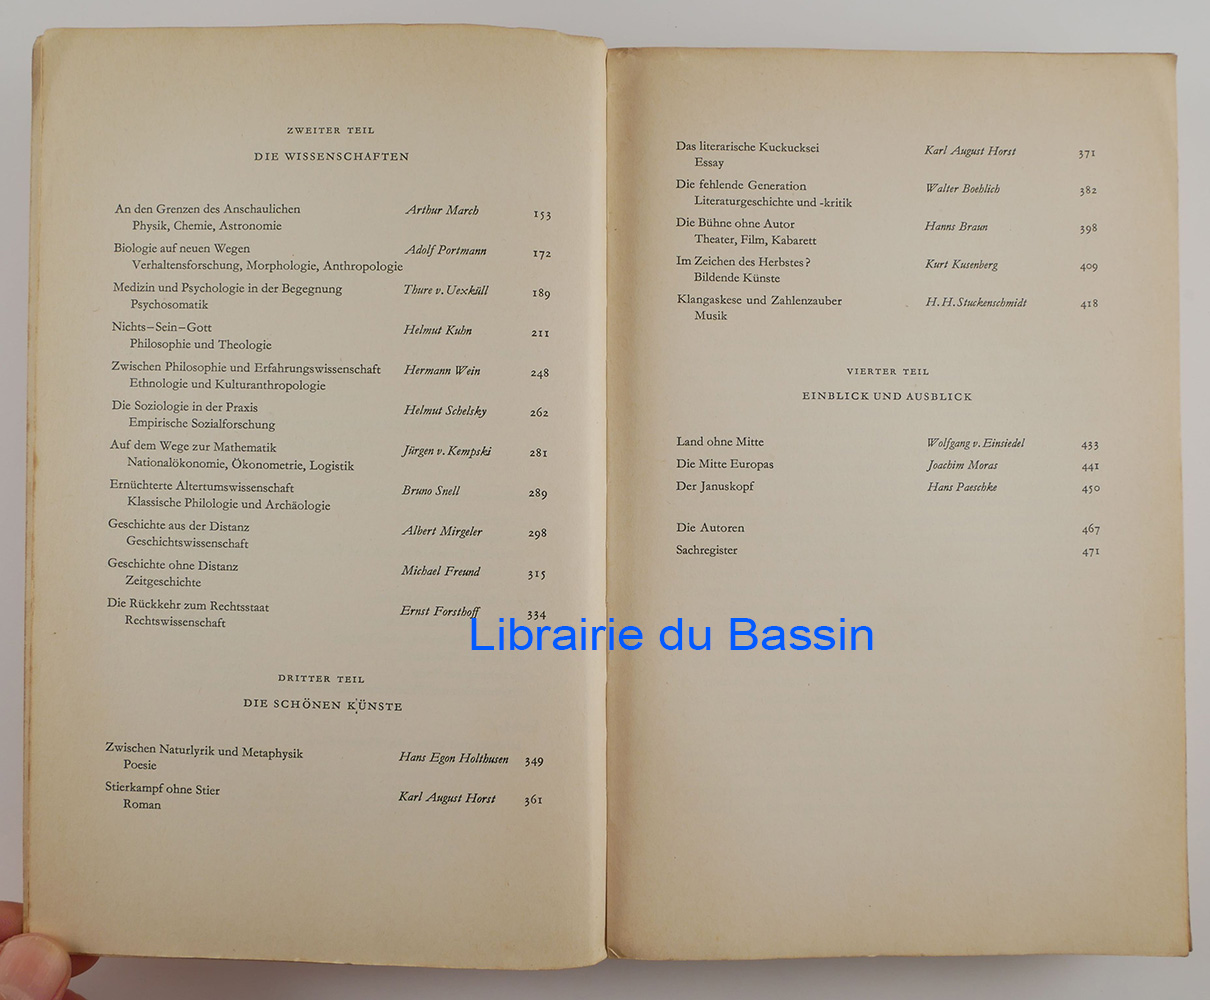 ZWEITER TEIL
DIE WISSENSCHAFTEN
An den Grenzen des Anschaulichen Arthur March 153
Physik, Chemie, Astronomie
Biologie auf neuen Wegen Adolf Portmann 172
Verhaltensforschung, Morphologie, Anthropologie
Medizin und Psychologie in der Begegnung Thure v. Uexküll 189
Psychosomatik
Nichts–Sein–Gott Helmut Kuhn 211
Philosophie und Theologie
Zwischen Philosophie und Erfahrungswissenschaft Hermann Wein 248
Ethnologie und Kulturanthropologie
Die Soziologie in der Praxis Helmut Schelsky 262
Empirische Sozialforschung
Auf dem Wege zur Mathematik Jürgen v. Kempski 281
Nationalökonomie, Ökonometrie, Logistik
Ernüchterte Altertumswissenschaft Bruno Snell 289
Klassische Philologie und Archäologie
Geschichte aus der Distanz Albert Mirgeler 298
Geschichtswissenschaft
Geschichte ohne Distanz Michael Freund 315
Zeitgeschichte
Die Rückkehr zum Rechtsstaat Ernst Forsthoff 334
Rechtswissenschaft
DRITTER TEIL
DIE SCHÖNEN KÜNSTE
Zwischen Naturlyrik und Metaphysik Hans Egon Holthusen 349
Poesie
Stierkampf ohne Stier Karl August Horst 361
Roman
Das literarische Kuckucksei Karl August Horst 371
Essay
Die fehlende Generation Walter Boehlich 382
Literaturgeschichte und -kritik
Die Bühne ohne Autor Hanns Braun 398
Theater, Film, Kabarett
Im Zeichen des Herbstes? Kurt Kusenberg 409
Bildende Künste
Klangaskese und Zahlenzauber H. H. Stuckenschmidt 418
Musik
VIERTER TEIL
EINBLICK UND AUSBLICK
Land ohne Mitte Wolfgang v. Einsiedel 433
Die Mitte Europas Joachim Moras 441
Der Januskopf Hans Paeschke 450
Die Autoren 467
Sachregister 471
Librairie du Bassin